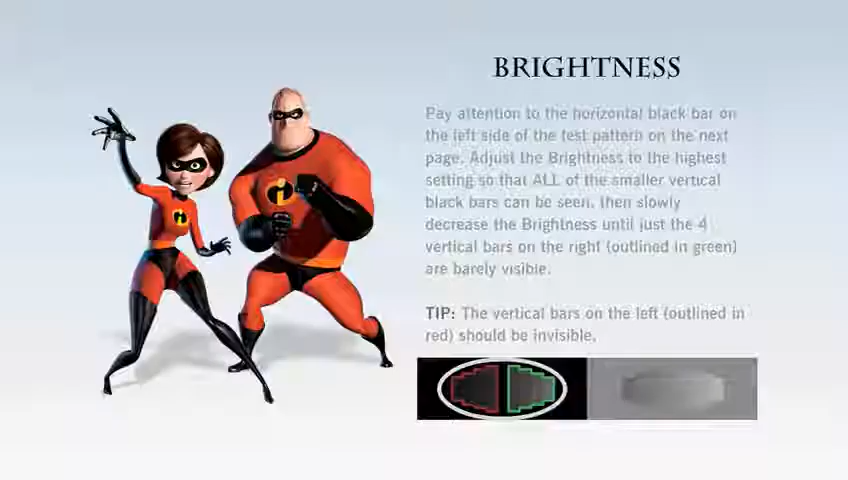 BRIGHTNESS
Pay attention to the horizontal black bar on
the left side of the test pattern on the next
page. Adjust the Brightness to the highest
setting so that ALL of the smaller vertical
black bars can be seen, then slowly
decrease the Brightness until just the 4
vertical bars on the right (outlined in green)
are barely visible.
TIP: The vertical bars on the left (outlined in
red) should be invisible.